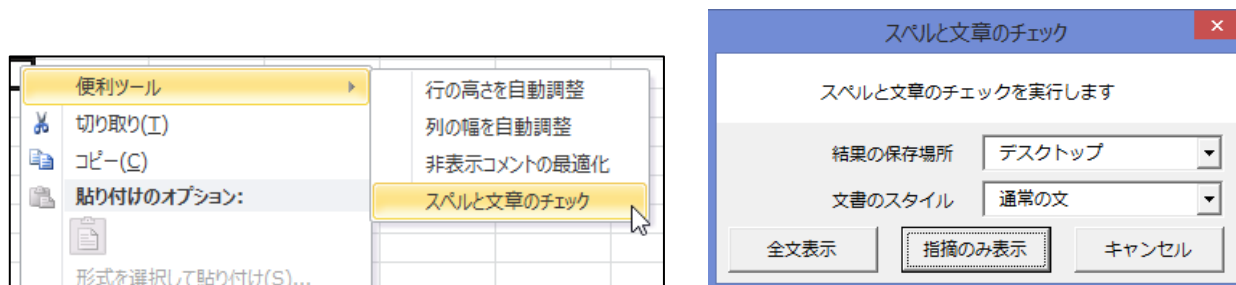 便利ツール
切り取り(T)
コピー(C)
貼り付けのオプション:
形式を選択して貼り付け(S)...
行の高さを自動調整
列の幅を自動調整
非表示コメントの最適化
スペルと文章のチェック
スペルと文章のチェック
スペルと文章のチェックを実行します
結果の保存場所 デスクトップ
文書のスタイル 通常の文
全文表示 指摘のみ表示 キャンセル